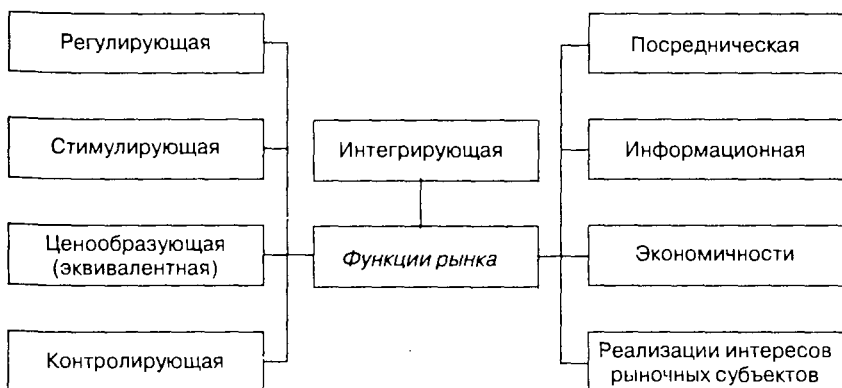 Регулирующая
Стимулирующая
Ценообразующая
(эквивалентная)
Контролирующая
Интегрирующая
Функции рынка
Посредническая
Информационная
Экономичности
Реализации интересов
рыночных субъектов